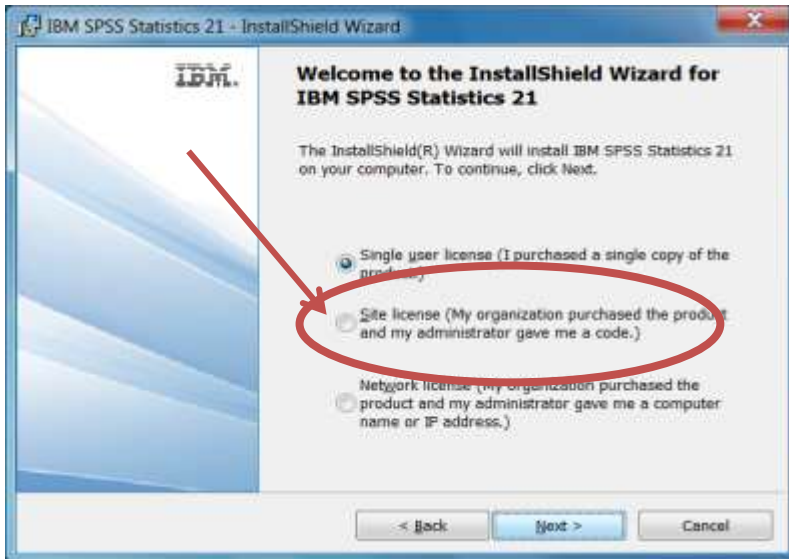 IBM SPSS Statistics 21 - InstallShield Wizard
IBM.
Welcome to the InstallShield Wizard for
IBM SPSS Statistics 21
The InstallShield(R) Wizard will install IBM SPSS Statistics 21
on your computer. To continue, click Next.
Single user license (I purchased a single copy of the
product.)
Site license (My organization purchased the product
and my administrator gave me a code.)
Network license (My organization purchased the
product and my administrator gave me a computer
name or IP address.)
< Back
Next >
Cancel